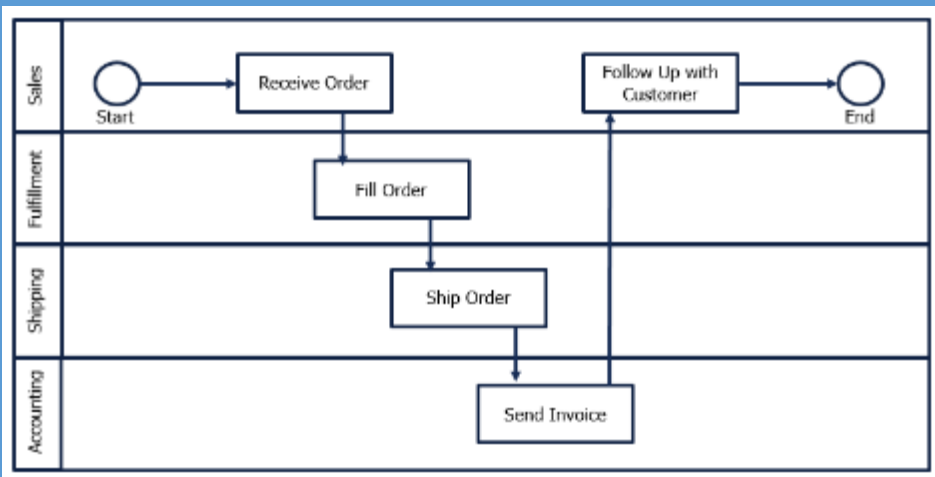 Sales
Start
Receive Order
Follow Up with
Customer
End
Fulfillment
Fill Order
Shipping
Ship Order
Accounting
Send Invoice